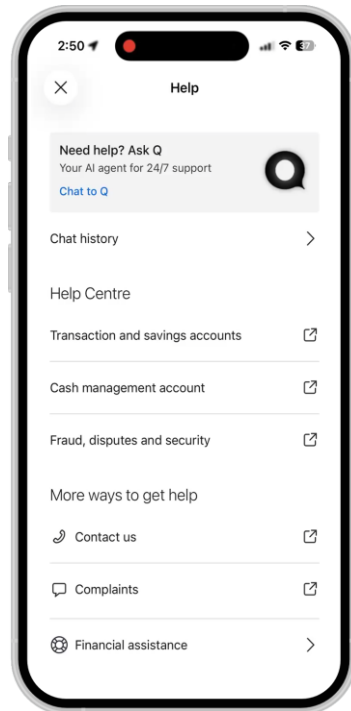 2:50
37
Help
Need help? Ask Q
Your AI agent for 24/7 support
Chat to Q
Chat history
Help Centre
Transaction and savings accounts
Cash management account
Fraud, disputes and security
More ways to get help
Contact us
Complaints
Financial assistance